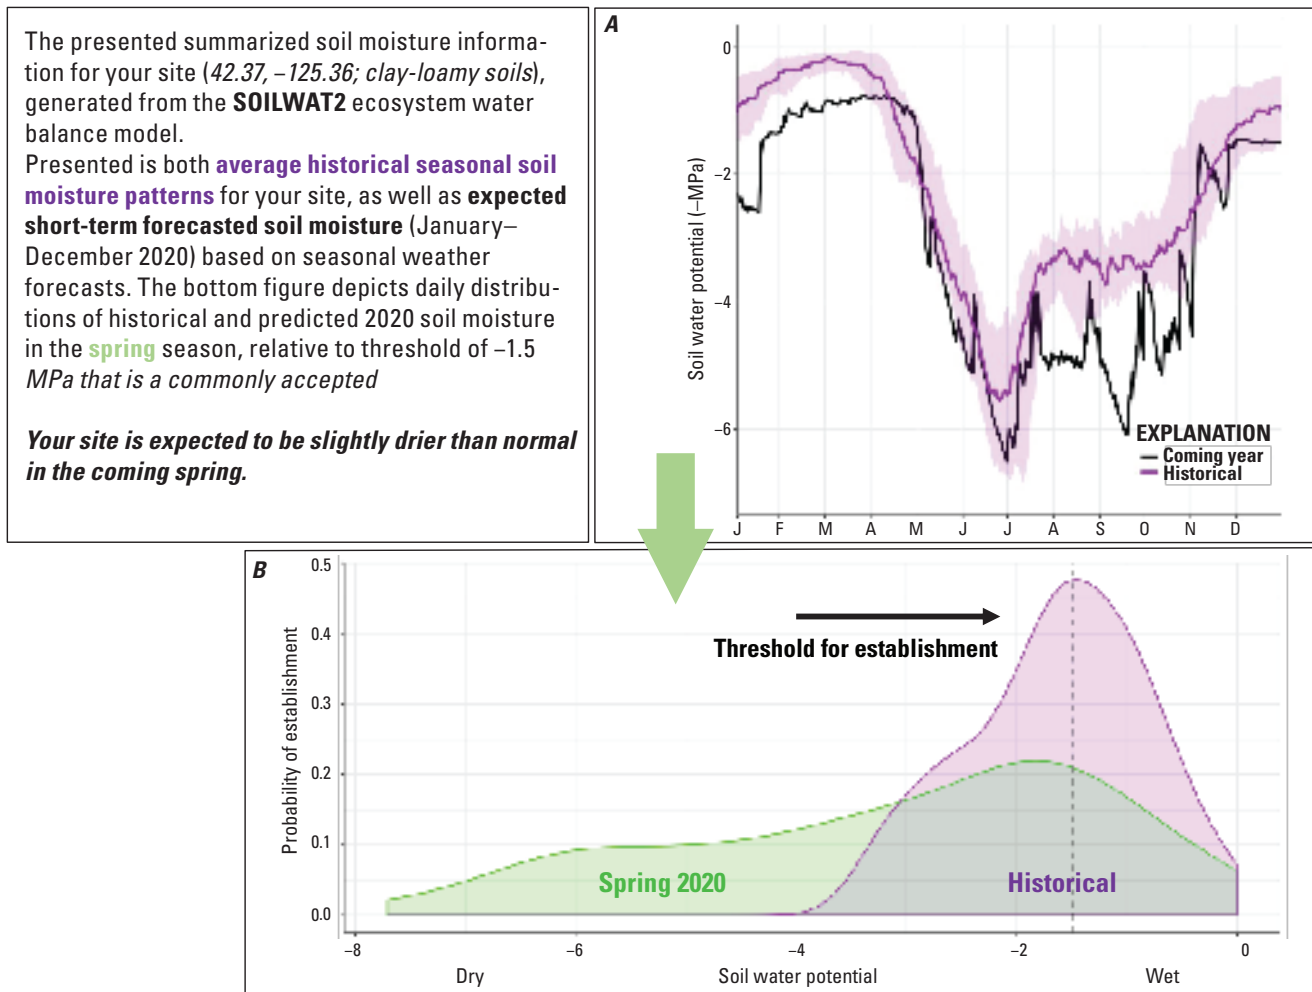 The presented summarized soil moisture informa-
tion for your site (42.37, –125.36; clay-loamy soils),
generated from the SOILWAT2 ecosystem water
balance model.
Presented is both average historical seasonal soil
moisture patterns for your site, as well as expected
short-term forecasted soil moisture (January–
December 2020) based on seasonal weather
forecasts. The bottom figure depicts daily distribu-
tions of historical and predicted 2020 soil moisture
in the spring season, relative to threshold of –1.5
MPa that is a commonly accepted
Your site is expected to be slightly drier than normal
in the coming spring.
A
Soil water potential (–MPa)
0
–2
–4
–6
EXPLANATION
Coming year
Historical
J F M A M J J A S O N D
B
Probability of establishment
0.5
0.4
0.3
0.2
0.1
0.0
Threshold for establishment
Spring 2020
Historical
–8 –6 –4 –2 0
Dry Soil water potential Wet